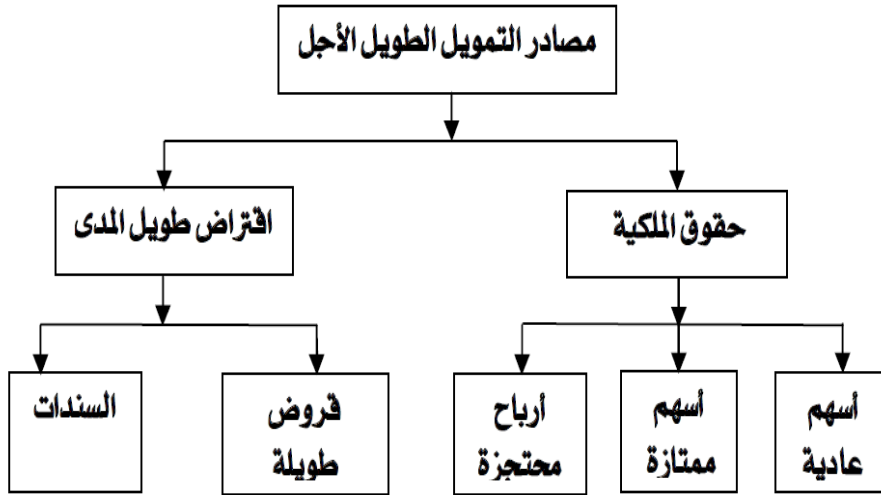 مصادر التمويل الطويل الأجل
حقوق الملكية
اقتراض طويل المدى
أسهم
عادية
أسهم
ممتازة
أرباح
محتجزة
قروض
طويلة
السندات